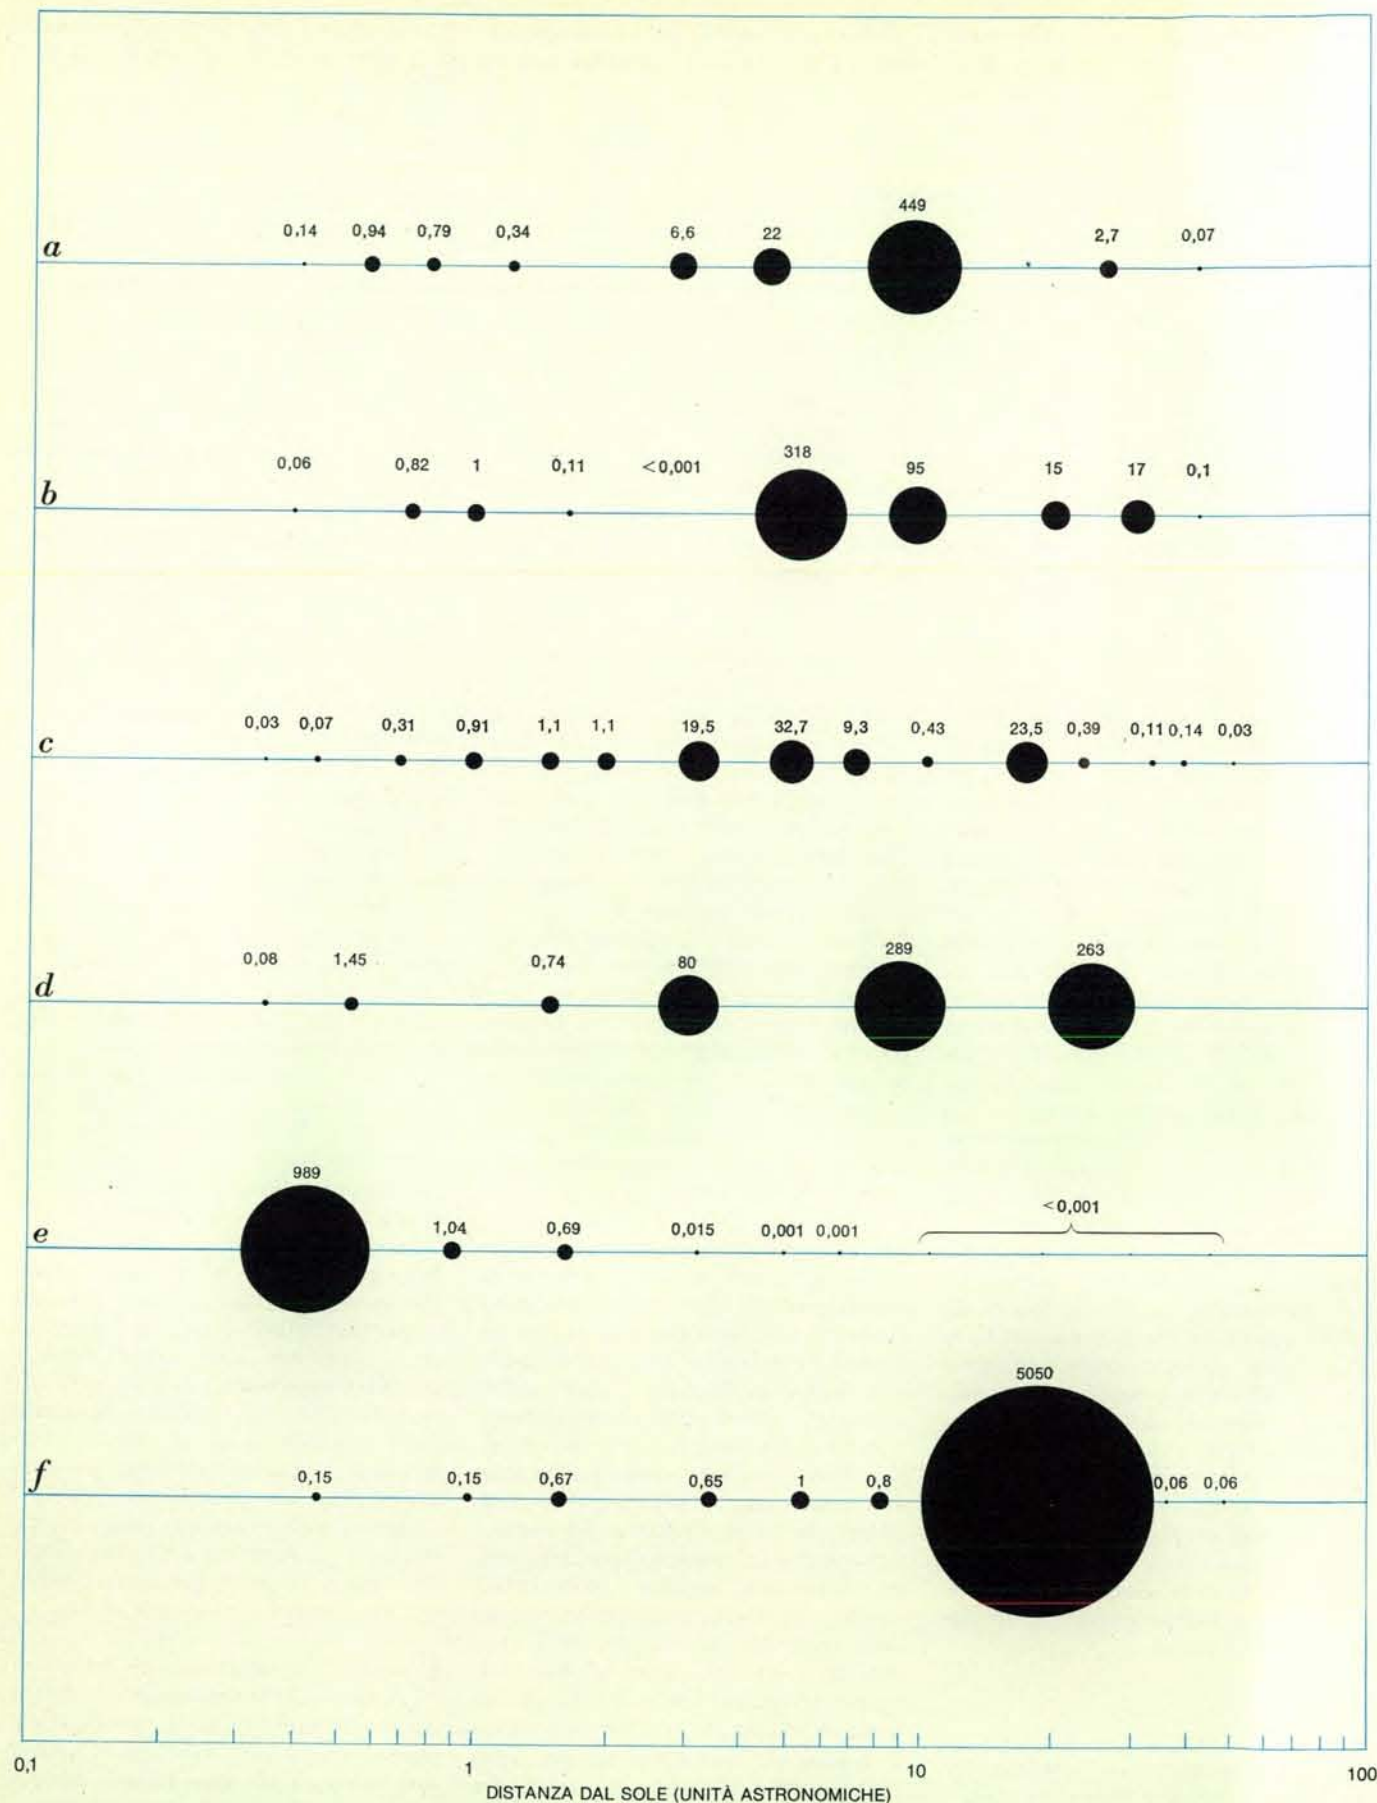 449
0,14 0,94 0,79 0,34 6,6 22 2,7 0,07
a
318
0,06 0,82 1 0,11 <0,001 95 15 17 0,1
b
0,03 0,07 0,31 0,91 1,1 1,1 19,5 32,7 9,3 0,43 23,5 0,39 0,11 0,14 0,03
c
0,08 1,45 0,74 80 289 263
d
989
<0,001
e
1,04 0,69 0,015 0,001 0,001
5050
f
0,15 0,15 0,67 0,65 1 0,8 0,06 0,06
0,1 1 10 100
DISTANZA DAL SOLE (UNITÀ ASTRONOMICHE)